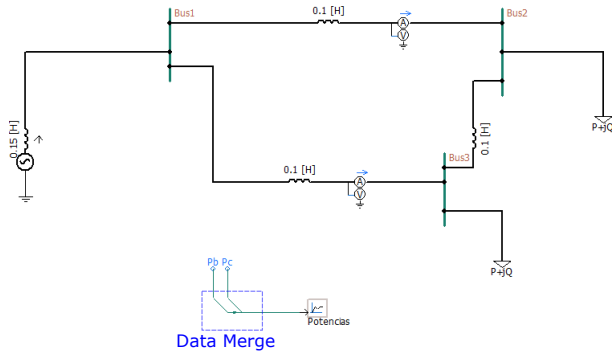 Bus1
0.1 [H]
A
V
Bus2
0.15 [H]
P+jQ
0.1 [H]
Bus3
0.1 [H]
A
V
P+jQ
Pb Pc
Potencias
Data Merge